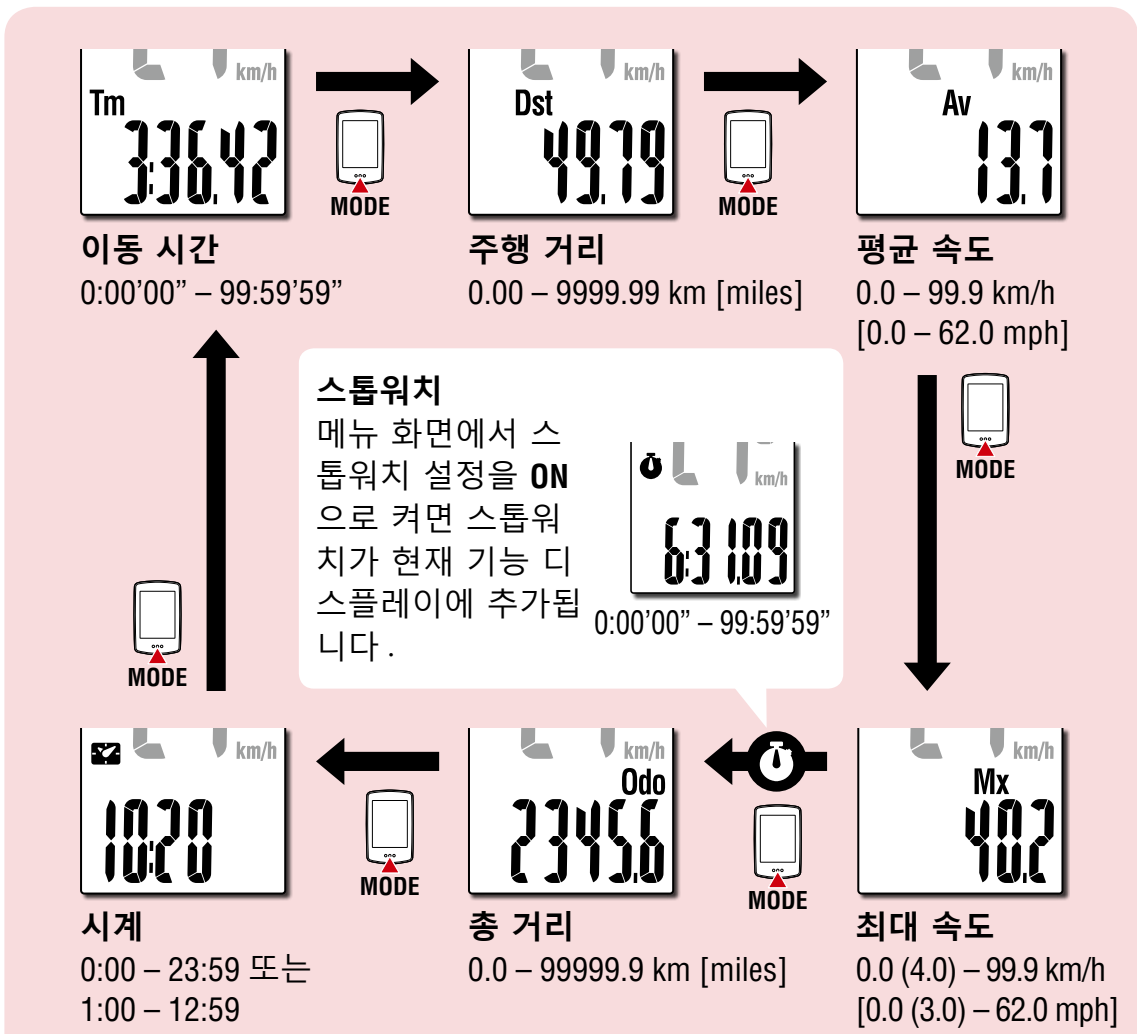 km/h
Tm
3:36.42
MODE
km/h
Dst
49.79
MODE
km/h
Av
13.7
이동 시간
0:00’00” – 99:59’59”
주행 거리
0.00 – 9999.99 km [miles]
평균 속도
0.0 – 99.9 km/h
[0.0 – 62.0 mph]
MODE
스톱워치
메뉴 화면에서 스
톱워치 설정을 ON
으로 켜면 스톱워
치가 현재 기능 디
스플레이에 추가됩
니다 .
km/h
6:31.09
0:00’00” – 99:59’59”
MODE
km/h
10:20
MODE
km/h
Odo
2345.6
MODE
km/h
Mx
40.2
시계
0:00 – 23:59 또는
1:00 – 12:59
총 거리
0.0 – 99999.9 km [miles]
최대 속도
0.0 (4.0) – 99.9 km/h
[0.0 (3.0) – 62.0 mph]